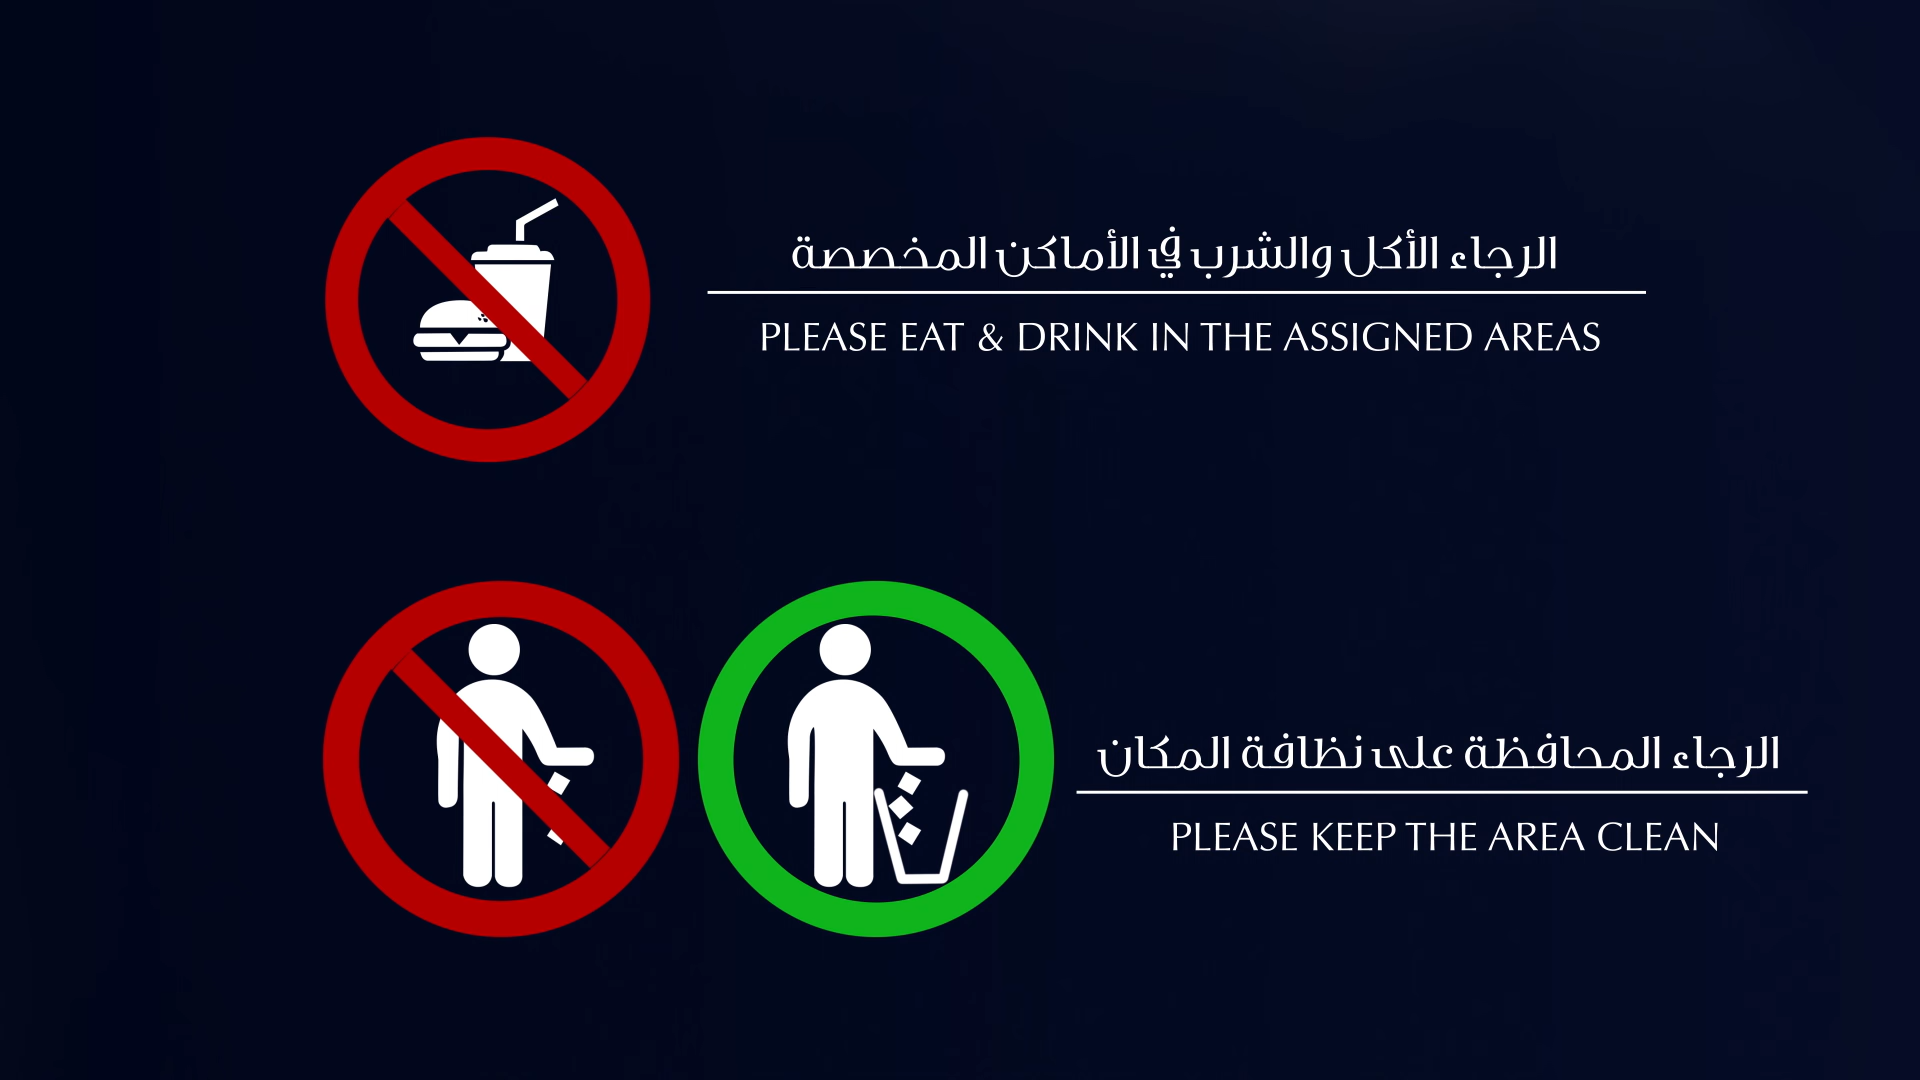 الرجاء الأكل والشرب في الأماكن المخصصة
PLEASE EAT & DRINK IN THE ASSIGNED AREAS
الرجاء المحافظة على نظافة المكان
PLEASE KEEP THE AREA CLEAN